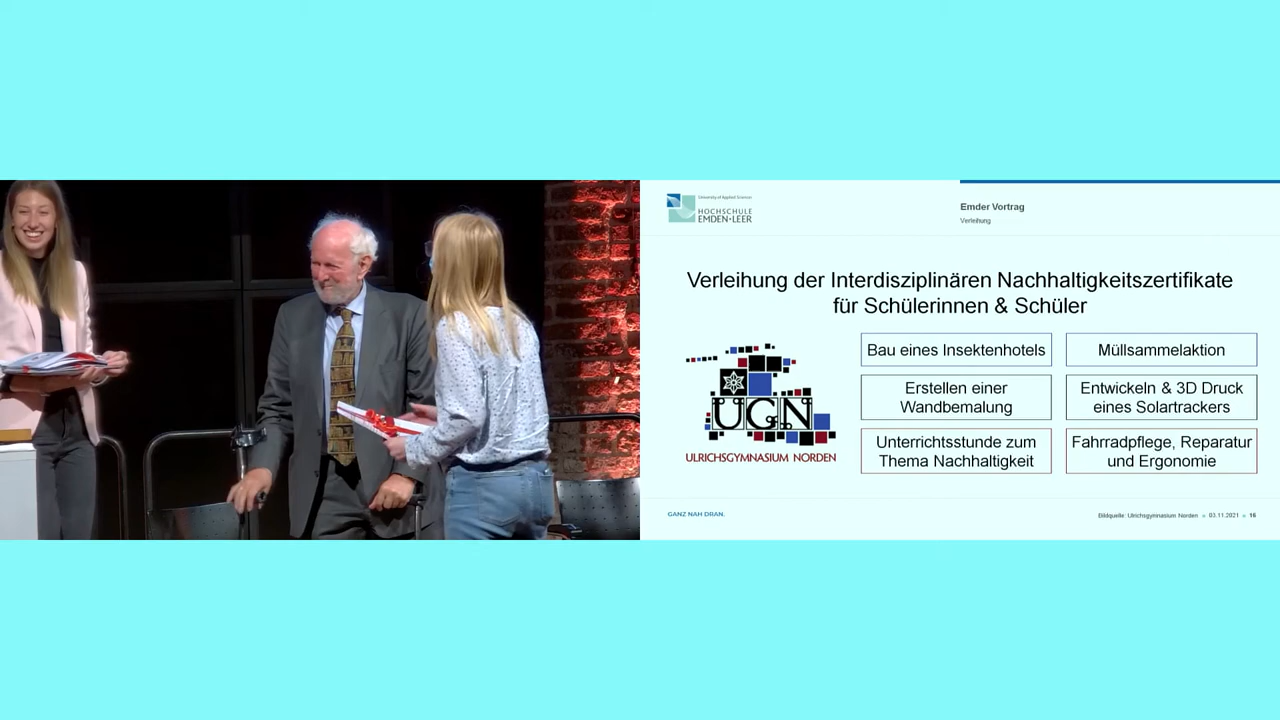 University of Applied Sciences
HOCHSCHULE
EMDEN•LEER
Emder Vortrag
Verleihung
Verleihung der Interdisziplinären Nachhaltigkeitszertifikate
für Schülerinnen & Schüler
UGN
ULRICHSGYMNASIUM NORDEN
Bau eines Insektenhotels
Müllsammelaktion
Erstellen einer
Wandbemalung
Entwickeln & 3D Druck
eines Solartrackers
Unterrichtsstunde zum
Thema Nachhaltigkeit
Fahrradpflege, Reparatur
und Ergonomie
GANZ NAH DRAN.
Bildquelle: Ulrichsgymnasium Norden 03.11.2021 16